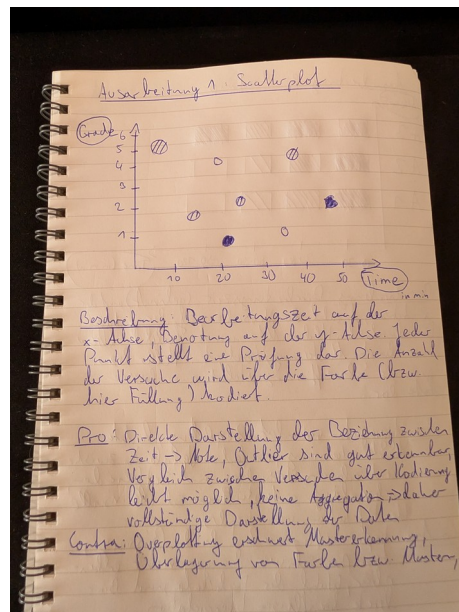 Ausarbeitung 1: Scatterplot
Grade
6
5
4
3
2
1
10 20 30 40 50
Time
in min
Beschreibung: Bearbeitungszeit auf der
x-Achse, Benotung auf der y-Achse. Jeder
Punkt stellt eine Prüfung dar. Die Anzahl
der Versuche wird über die Farbe (bzw.
hier Füllung) kodiert.
Pro: Direkte Darstellung der Beziehung zwischen
Zeit -> Note, Outlier sind gut erkennbar,
Vergleich zwischen Versuchen über Kodierung
leicht möglich, keine Aggregation -> daher
vollständige Darstellung der Daten
Contra: Overplotting erschwert Mustererkennung,
Überlagerung von Farben bzw. Mustern,